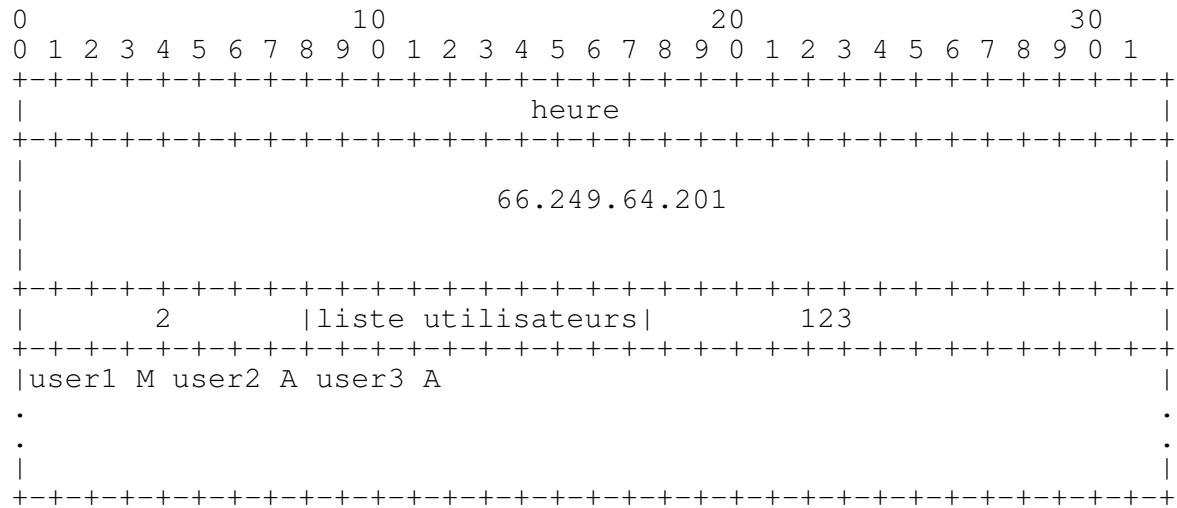 0                   10                  20                  30
0 1 2 3 4 5 6 7 8 9 0 1 2 3 4 5 6 7 8 9 0 1 2 3 4 5 6 7 8 9 0 1
+-+-+-+-+-+-+-+-+-+-+-+-+-+-+-+-+-+-+-+-+-+-+-+-+-+-+-+-+-+-+-+-+
|                            heure                              |
+-+-+-+-+-+-+-+-+-+-+-+-+-+-+-+-+-+-+-+-+-+-+-+-+-+-+-+-+-+-+-+-+
|                                                               |
|                          66.249.64.201                        |
|                                                               |
|                                                               |
+-+-+-+-+-+-+-+-+-+-+-+-+-+-+-+-+-+-+-+-+-+-+-+-+-+-+-+-+-+-+-+-+
|       2       |liste utilisateurs|        123                 |
+-+-+-+-+-+-+-+-+-+-+-+-+-+-+-+-+-+-+-+-+-+-+-+-+-+-+-+-+-+-+-+-+
|user1 M user2 A user3 A                                        |
.                                                               .
.                                                               .
|                                                               |
+-+-+-+-+-+-+-+-+-+-+-+-+-+-+-+-+-+-+-+-+-+-+-+-+-+-+-+-+-+-+-+-+